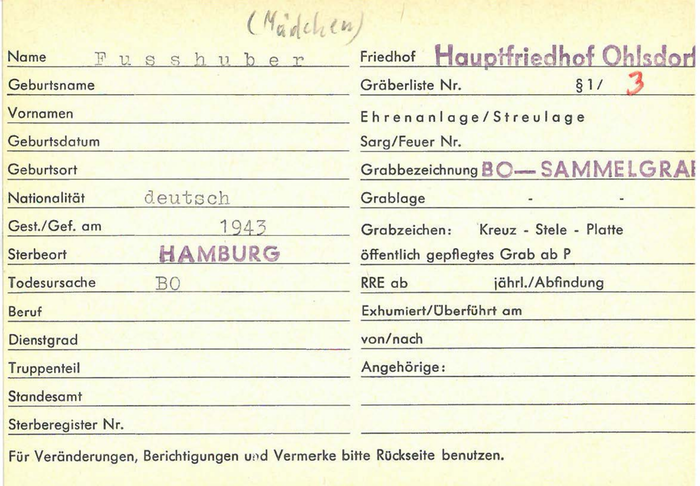 (Mädchen)
Name Fusshuber
Geburtsname
Vornamen
Geburtsdatum
Geburtsort
Nationalität deutsch
Gest./Gef. am 1943
Sterbeort HAMBURG
Todesursache BO
Beruf
Dienstgrad
Truppenteil
Standesamt
Sterberegister Nr.
Friedhof Hauptfriedhof Ohlsdorf
Gräberliste Nr. § 1/ 3
Ehrenanlage/Streulage
Sarg/Feuer Nr.
Grabbezeichnung BO—SAMMELGRAB
Grablage - -
Grabzeichen: Kreuz - Stele - Platte
öffentlich gepflegtes Grab ab P
RRE ab jährl./Abfindung
Exhumiert/Überführt am
von/nach
Angehörige:
Für Veränderungen, Berichtigungen und Vermerke bitte Rückseite benutzen.